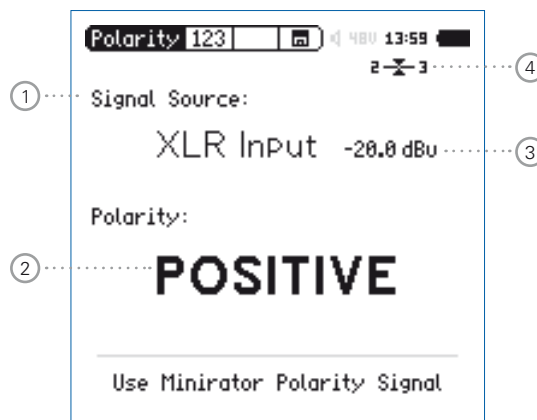 Polarity 123 48V 13:59
2 3 4
1 Signal Source:
XLR Input -20.0 dBu 3
Polarity:
2 POSITIVE
Use Minirator Polarity Signal